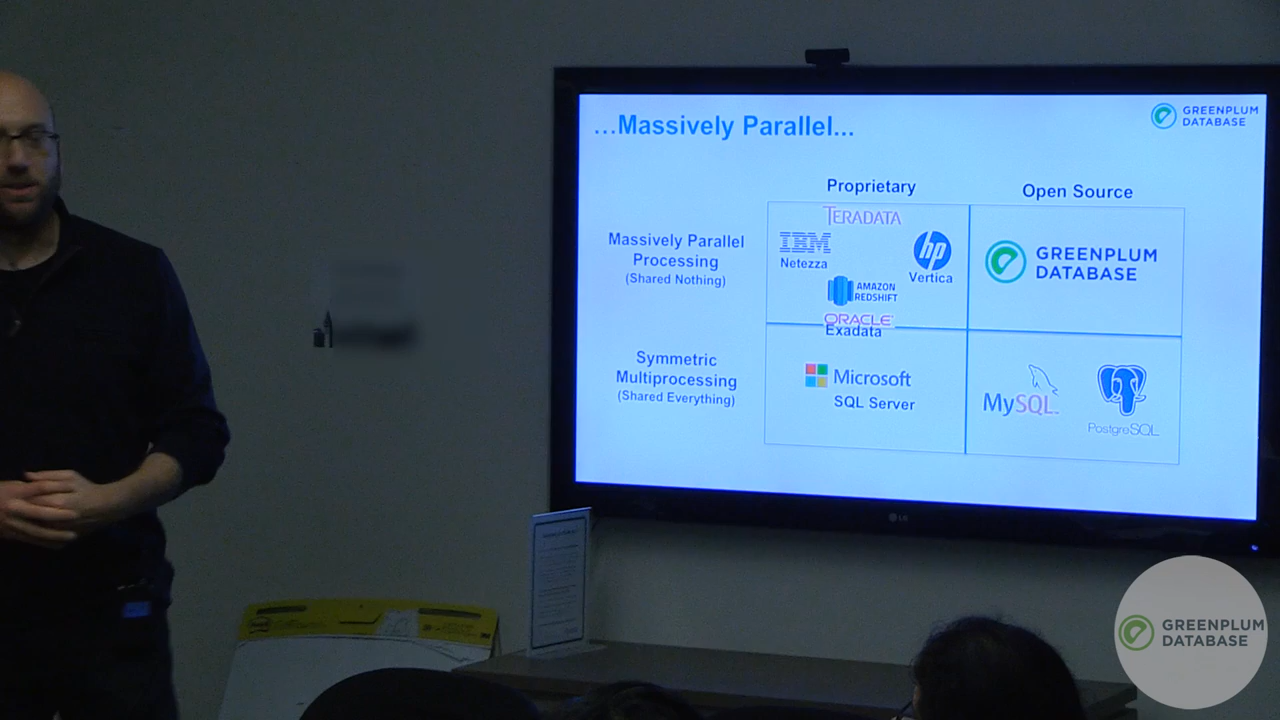 ...Massively Parallel...
GREENPLUM
DATABASE
Proprietary
Open Source
Massively Parallel
Processing
(Shared Nothing)
TERADATA
IBM
Netezza
hp
Vertica
AMAZON
REDSHIFT
ORACLE
Exadata
GREENPLUM
DATABASE
Symmetric
Multiprocessing
(Shared Everything)
Microsoft
SQL Server
MySQL
PostgreSQL
LG
GREENPLUM
DATABASE